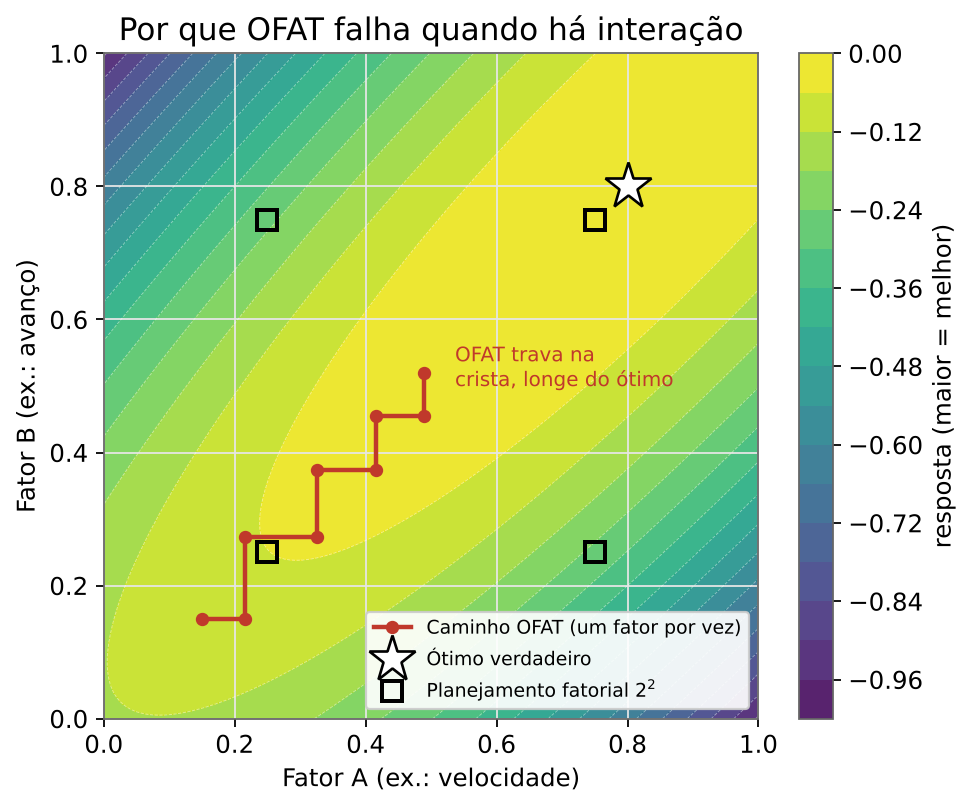 Por que OFAT falha quando há interação
1.0
0.8
0.6
0.4
0.2
0.0
Fator B (ex.: avanço)
OFAT trava na
crista, longe do ótimo
Caminho OFAT (um fator por vez)
Ótimo verdadeiro
Planejamento fatorial 2²
0.0 0.2 0.4 0.6 0.8 1.0
Fator A (ex.: velocidade)
0.00
−0.12
−0.24
−0.36
−0.48
−0.60
−0.72
−0.84
−0.96
resposta (maior = melhor)